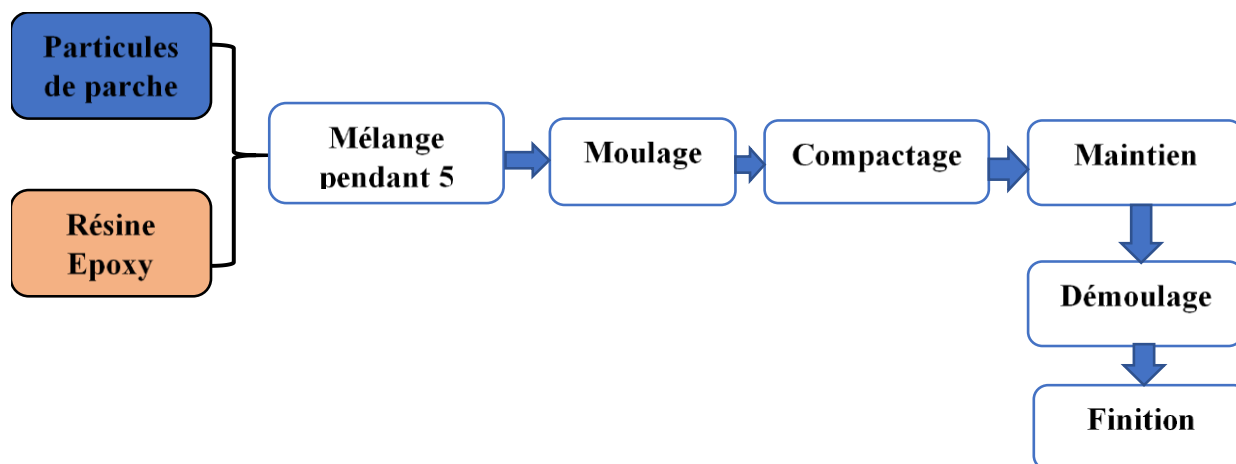 Particules
de parche
Résine
Epoxy
Mélange
pendant 5
Moulage
Compactage
Maintien
Démoulage
Finition